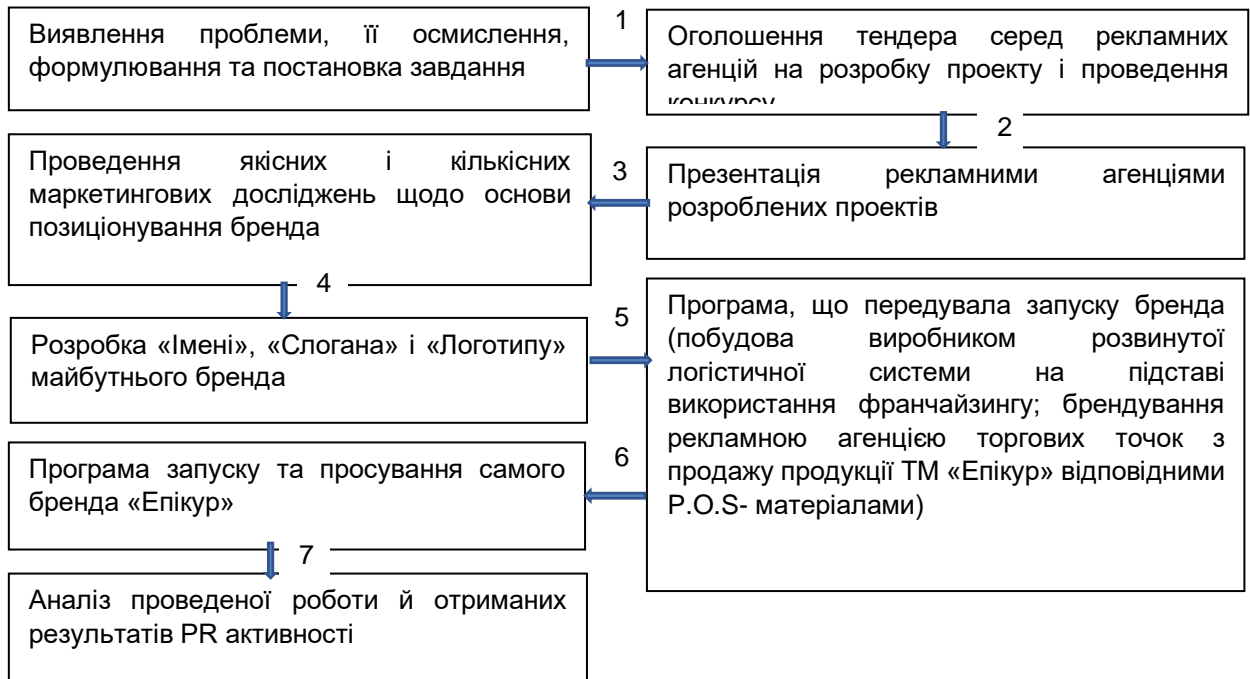 Виявлення проблеми, її осмислення,
формулювання та постановка завдання
1
Оголошення тендера серед рекламних
агенцій на розробку проекту і проведення
конкурсу
2
Презентація рекламними агенціями
розроблених проектів
3
Проведення якісних і кількісних
маркетингових досліджень щодо основи
позиціонування бренда
4
Розробка «Імені», «Слогана» і «Логотипу»
майбутнього бренда
5
Програма, що передувала запуску бренда
(побудова виробником розвинутої
логістичної системи на підставі
використання франчайзингу; брендування
рекламною агенцією торгових точок з
продажу продукції ТМ «Епікур» відповідними
P.O.S- матеріалами)
6
Програма запуску та просування самого
бренда «Епікур»
7
Аналіз проведеної роботи й отриманих
результатів PR активності